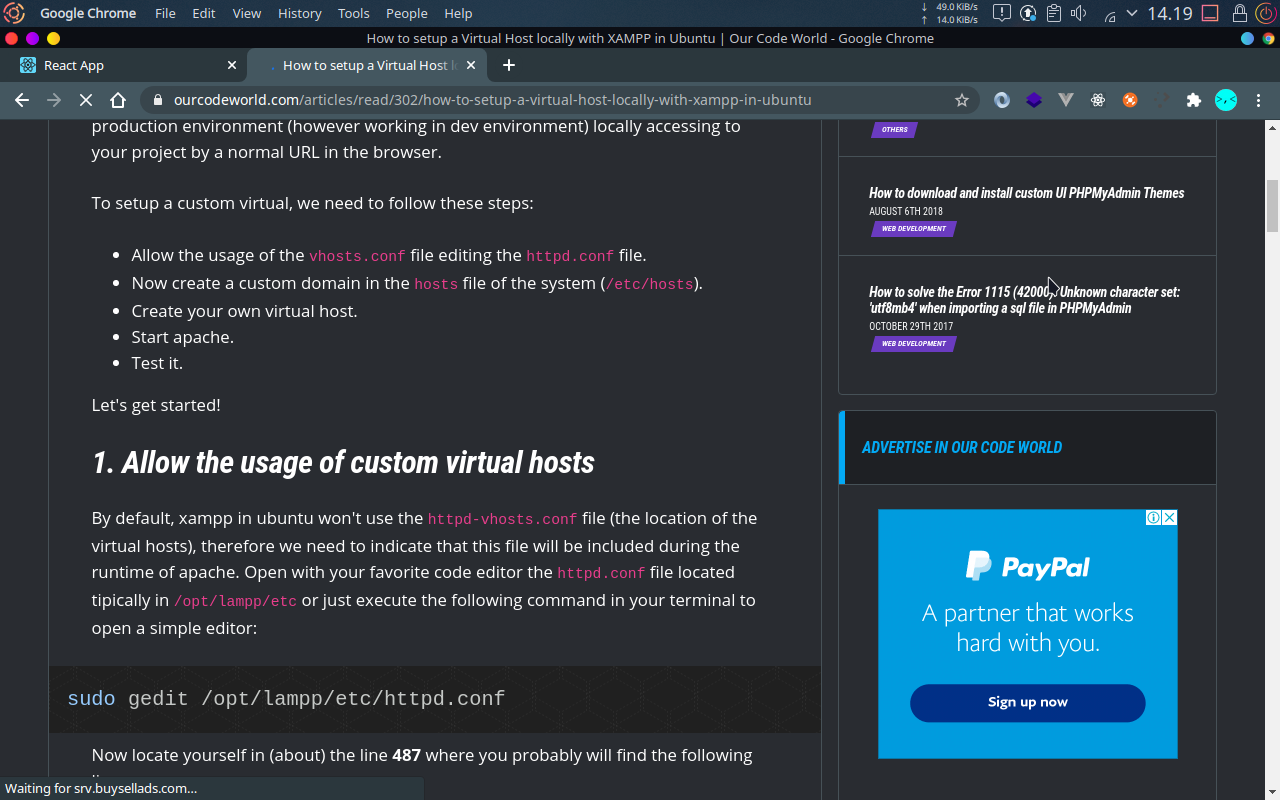 Google Chrome File Edit View History Tools People Help
↓ 49.0 KiB/s
↑ 14.0 KiB/s
14.19
How to setup a Virtual Host locally with XAMPP in Ubuntu | Our Code World - Google Chrome
React App
How to setup a Virtual Host l
ourcodeworld.com/articles/read/302/how-to-setup-a-virtual-host-locally-with-xampp-in-ubuntu
production environment (however working in dev environment) locally accessing to
your project by a normal URL in the browser.
To setup a custom virtual, we need to follow these steps:
• Allow the usage of the vhosts.conf file editing the httpd.conf file.
• Now create a custom domain in the hosts file of the system (/etc/hosts).
• Create your own virtual host.
• Start apache.
• Test it.
Let's get started!
1. Allow the usage of custom virtual hosts
By default, xampp in ubuntu won't use the httpd-vhosts.conf file (the location of the
virtual hosts), therefore we need to indicate that this file will be included during the
runtime of apache. Open with your favorite code editor the httpd.conf file located
tipically in /opt/lampp/etc or just execute the following command in your terminal to
open a simple editor:
sudo gedit /opt/lampp/etc/httpd.conf
Now locate yourself in (about) the line 487 where you probably will find the following
OTHERS
How to download and install custom UI PHPMyAdmin Themes
AUGUST 6TH 2018
WEB DEVELOPMENT
How to solve the Error 1115 (42000): Unknown character set:
'utf8mb4' when importing a sql file in PHPMyAdmin
OCTOBER 29TH 2017
WEB DEVELOPMENT
ADVERTISE IN OUR CODE WORLD
PayPal
A partner that works
hard with you.
Sign up now
Waiting for srv.buysellads.com...